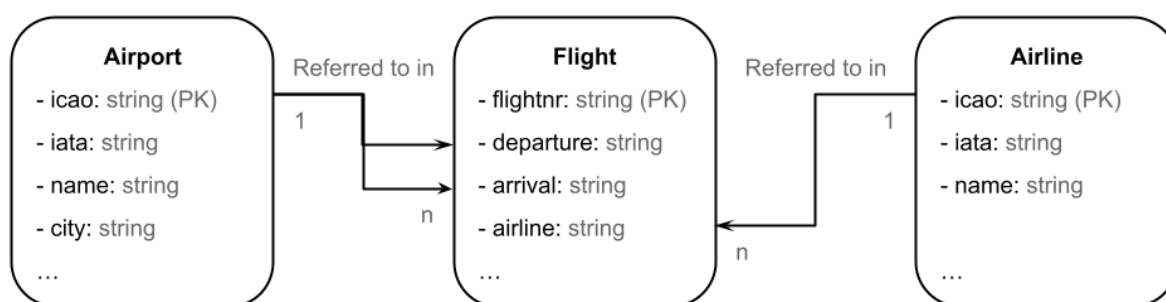 Airport
- icao: string (PK)
- iata: string
- name: string
- city: string
…
Referred to in
1
n
Flight
- flightnr: string (PK)
- departure: string
- arrival: string
- airline: string
…
Referred to in
1
n
Airline
- icao: string (PK)
- iata: string
- name: string
…